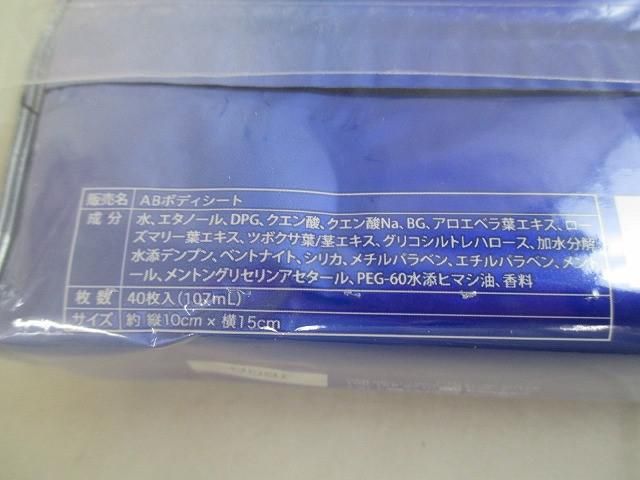 販売名 ABボディシート
成分 水、エタノール、DPG、クエン酸、クエン酸Na、BG、アロエベラ葉エキス、ロー
ズマリー葉エキス、ツボクサ葉/茎エキス、グリコシルトレハロース、加水分解
水添デンプン、ベントナイト、シリカ、メチルパラベン、エチルパラベン、メント
ール、メントングリセリンアセタール、PEG-60水添ヒマシ油、香料
枚数 40枚入(107mL)
サイズ 約 縦10cm×横15cm